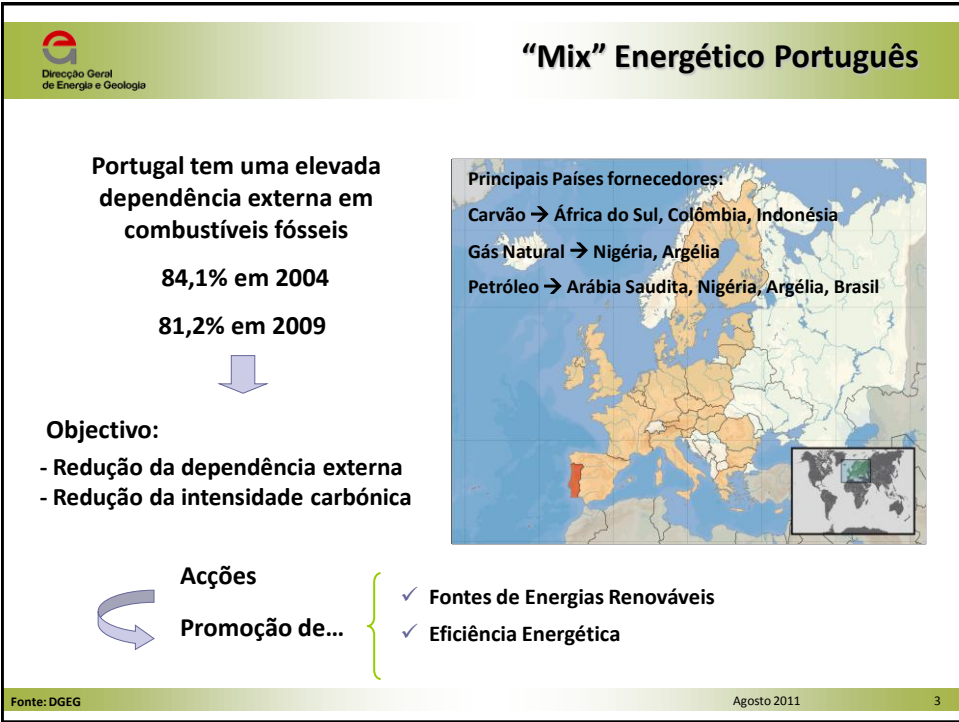 Direcção Geral
de Energia e Geologia
“Mix” Energético Português
Portugal tem uma elevada
dependência externa em
combustíveis fósseis
84,1% em 2004
81,2% em 2009
Objectivo:
- Redução da dependência externa
- Redução da intensidade carbónica
Principais Países fornecedores:
Carvão → África do Sul, Colômbia, Indonésia
Gás Natural → Nigéria, Argélia
Petróleo → Arábia Saudita, Nigéria, Argélia, Brasil
Acções
Promoção de...
✓ Fontes de Energias Renováveis
✓ Eficiência Energética
Fonte: DGEG
Agosto 2011
3